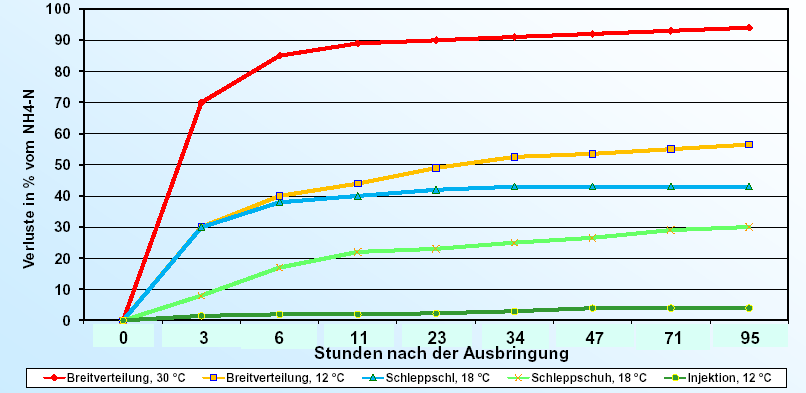 Verluste in % vom NH4-N
100
90
80
70
60
50
40
30
20
10
0
0 3 6 11 23 34 47 71 95
Stunden nach der Ausbringung
Breitverteilung, 30 °C Breitverteilung, 12 °C Schleppschl, 18 °C Schleppschuh, 18 °C Injektion, 12 °C